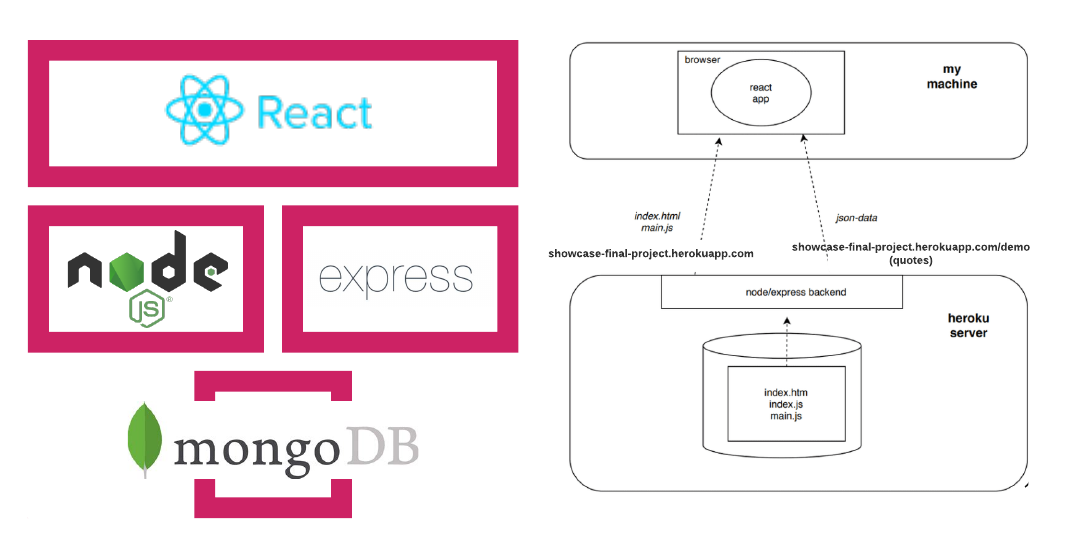 React
node
JS®
express
mongoDB
browser
react
app
my
machine
index.html
main.js
json-data
showcase-final-project.herokuapp.com
showcase-final-project.herokuapp.com/demo
(quotes)
node/express backend
heroku
server
index.htm
index.js
main.js